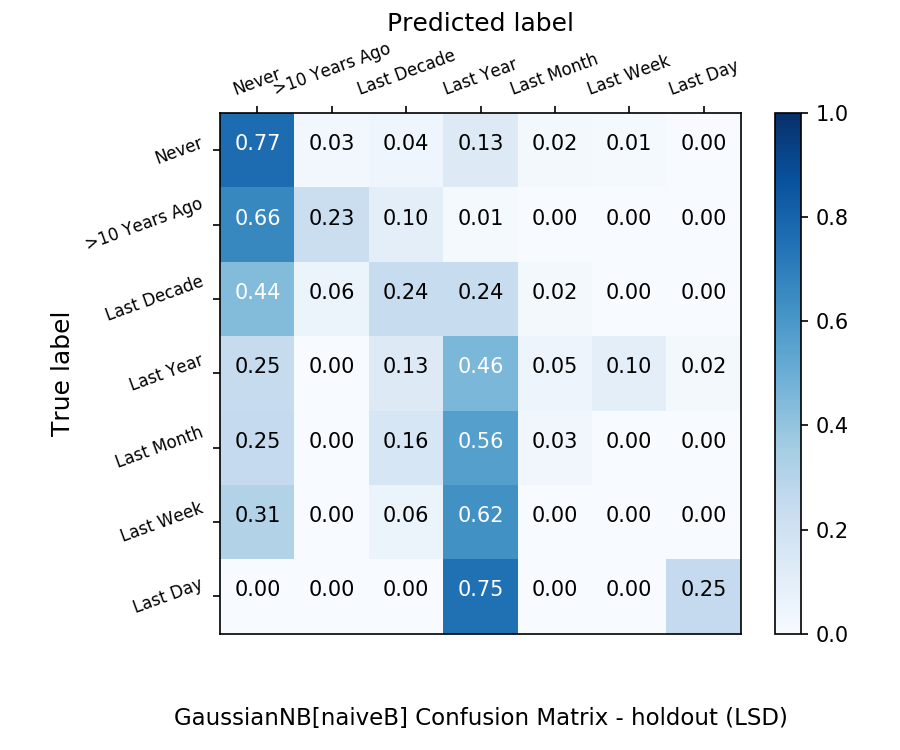 Predicted label
Never >10 Years Ago Last Decade Last Year Last Month Last Week Last Day
True label
Never 0.77 0.03 0.04 0.13 0.02 0.01 0.00
>10 Years Ago 0.66 0.23 0.10 0.01 0.00 0.00 0.00
Last Decade 0.44 0.06 0.24 0.24 0.02 0.00 0.00
Last Year 0.25 0.00 0.13 0.46 0.05 0.10 0.02
Last Month 0.25 0.00 0.16 0.56 0.03 0.00 0.00
Last Week 0.31 0.00 0.06 0.62 0.00 0.00 0.00
Last Day 0.00 0.00 0.00 0.75 0.00 0.00 0.25
1.0
0.8
0.6
0.4
0.2
0.0
GaussianNB[naiveB] Confusion Matrix - holdout (LSD)